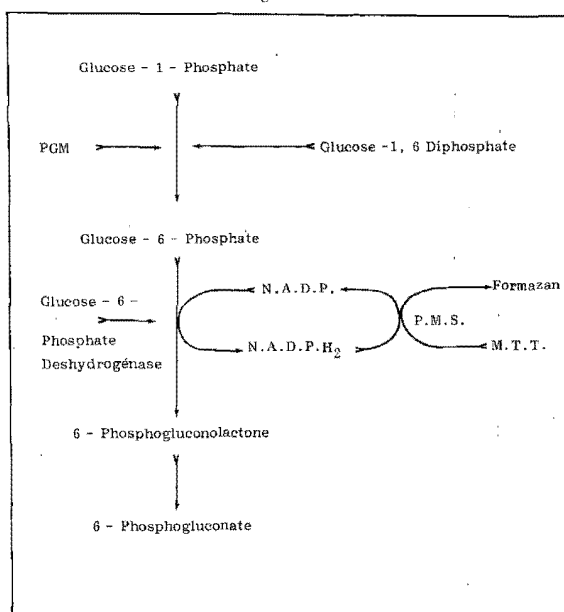 Glucose - 1 - Phosphate
PGM
Glucose -1, 6 Diphosphate
Glucose - 6 - Phosphate
Glucose - 6 -
Phosphate
Deshydrogénase
N.A.D.P.
N.A.D.P.H2
P.M.S.
Formazan
M.T.T.
6 - Phosphogluconolactone
6 - Phosphogluconate